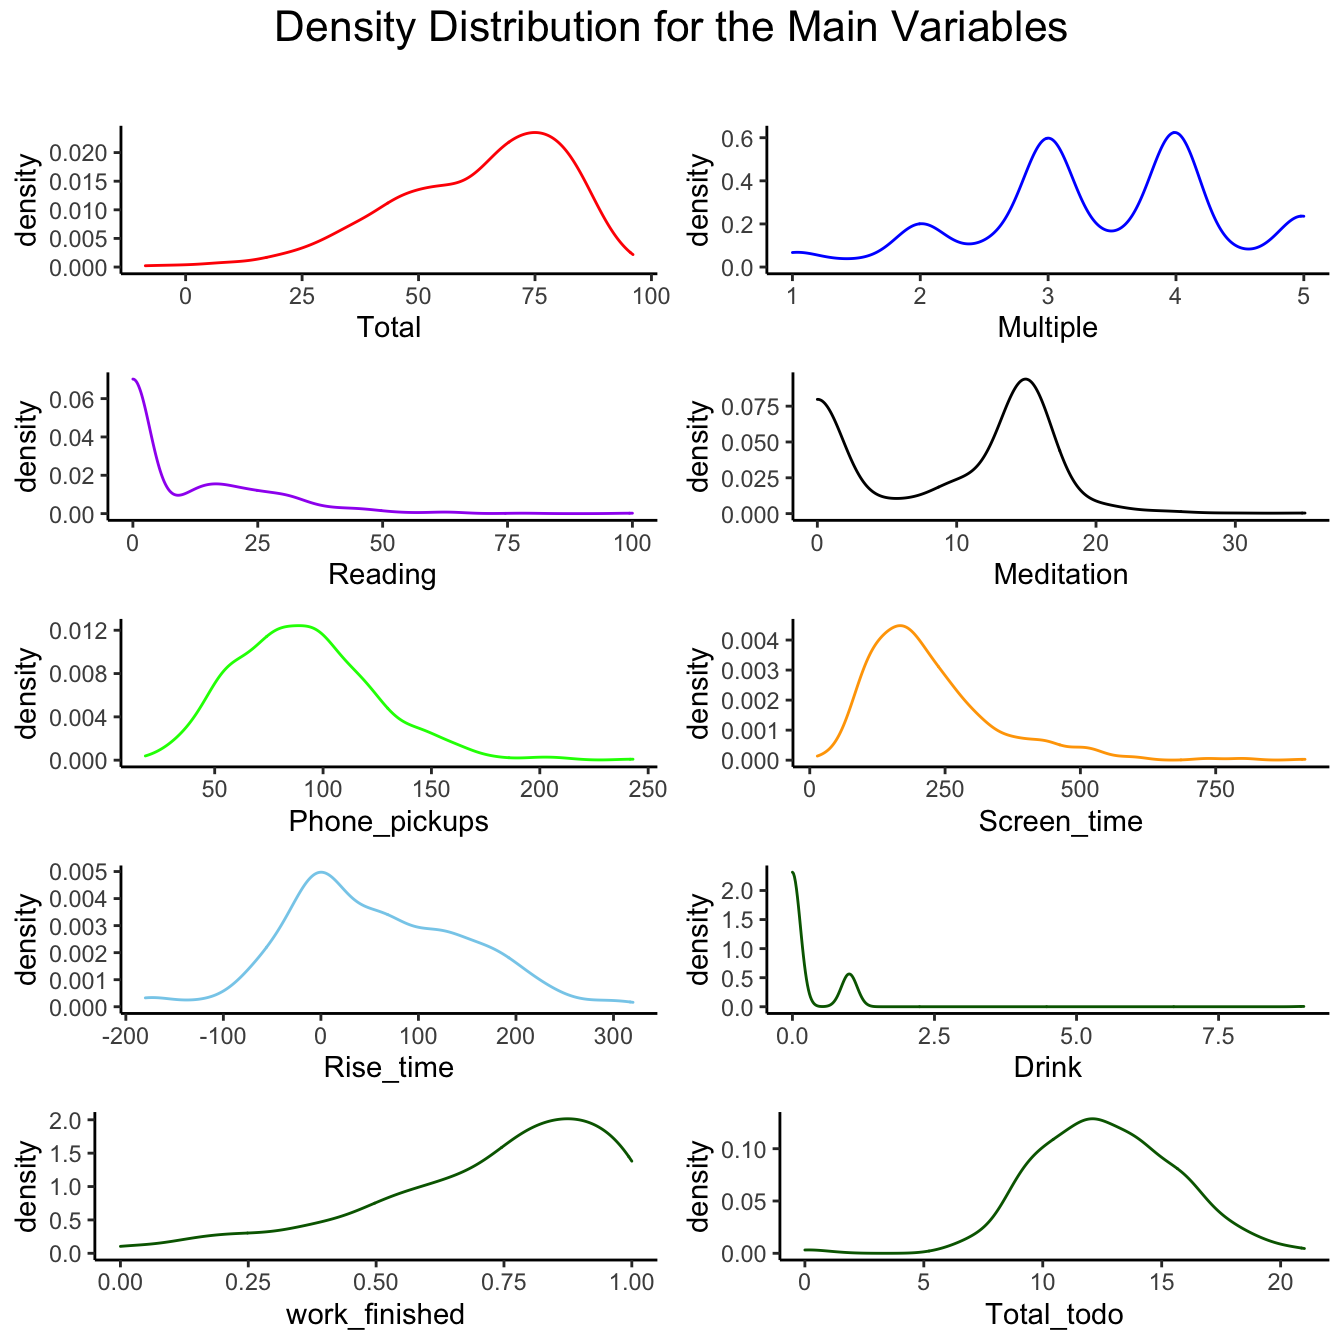 Density Distribution for the Main Variables
density
0.020
0.015
0.010
0.005
0.000
0 25 50 75 100
Total
density
0.6
0.4
0.2
0.0
1 2 3 4 5
Multiple
density
0.06
0.04
0.02
0.00
0 25 50 75 100
Reading
density
0.075
0.050
0.025
0.000
0 10 20 30
Meditation
density
0.012
0.008
0.004
0.000
50 100 150 200 250
Phone_pickups
density
0.004
0.003
0.002
0.001
0.000
0 250 500 750
Screen_time
density
0.005
0.004
0.003
0.002
0.001
0.000
-200 -100 0 100 200 300
Rise_time
density
2.0
1.5
1.0
0.5
0.0
0.0 2.5 5.0 7.5
Drink
density
2.0
1.5
1.0
0.5
0.0
0.00 0.25 0.50 0.75 1.00
work_finished
density
0.10
0.05
0.00
0 5 10 15 20
Total_todo